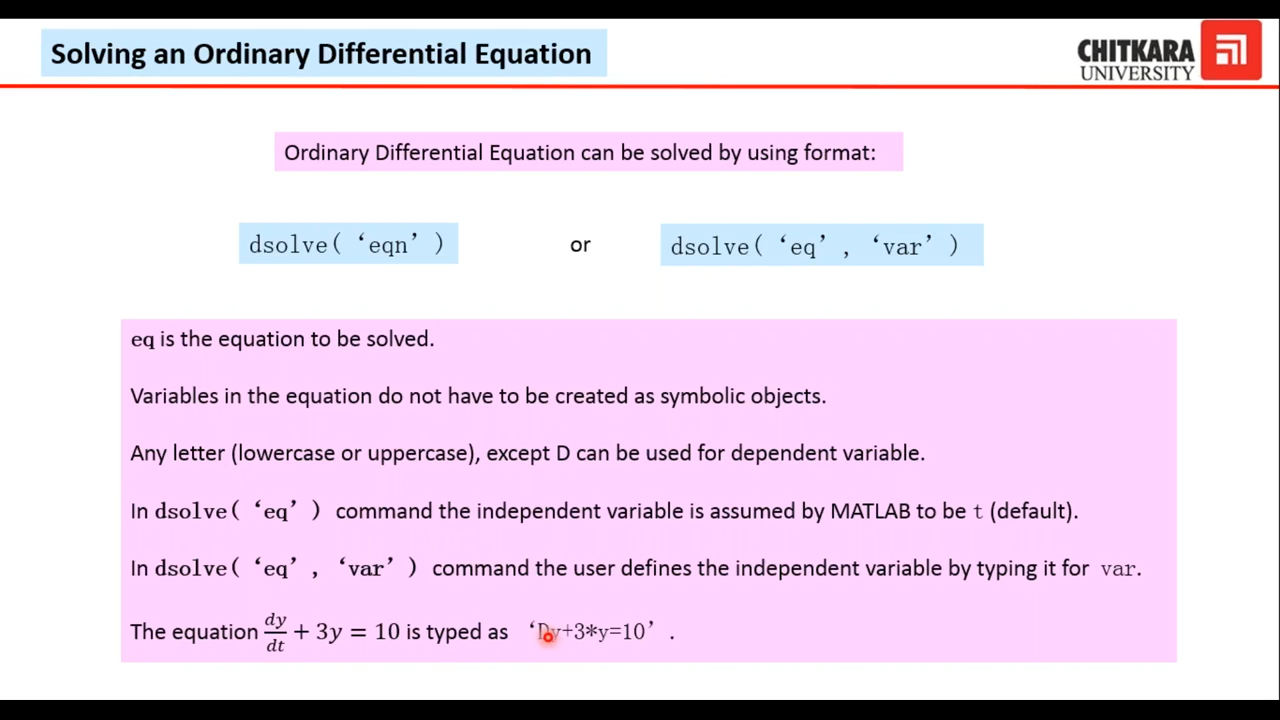 Solving an Ordinary Differential Equation
CHITKARA
UNIVERSITY
Ordinary Differential Equation can be solved by using format:
dsolve( ‘eqn’ ) or dsolve( ‘eq’ , ‘var’ )
eq is the equation to be solved.
Variables in the equation do not have to be created as symbolic objects.
Any letter (lowercase or uppercase), except D can be used for dependent variable.
In dsolve( ‘eq’ ) command the independent variable is assumed by MATLAB to be t (default).
In dsolve( ‘eq’ , ‘var’ ) command the user defines the independent variable by typing it for var.
The equation dy/dt + 3y = 10 is typed as ‘Dy+3*y=10’ .